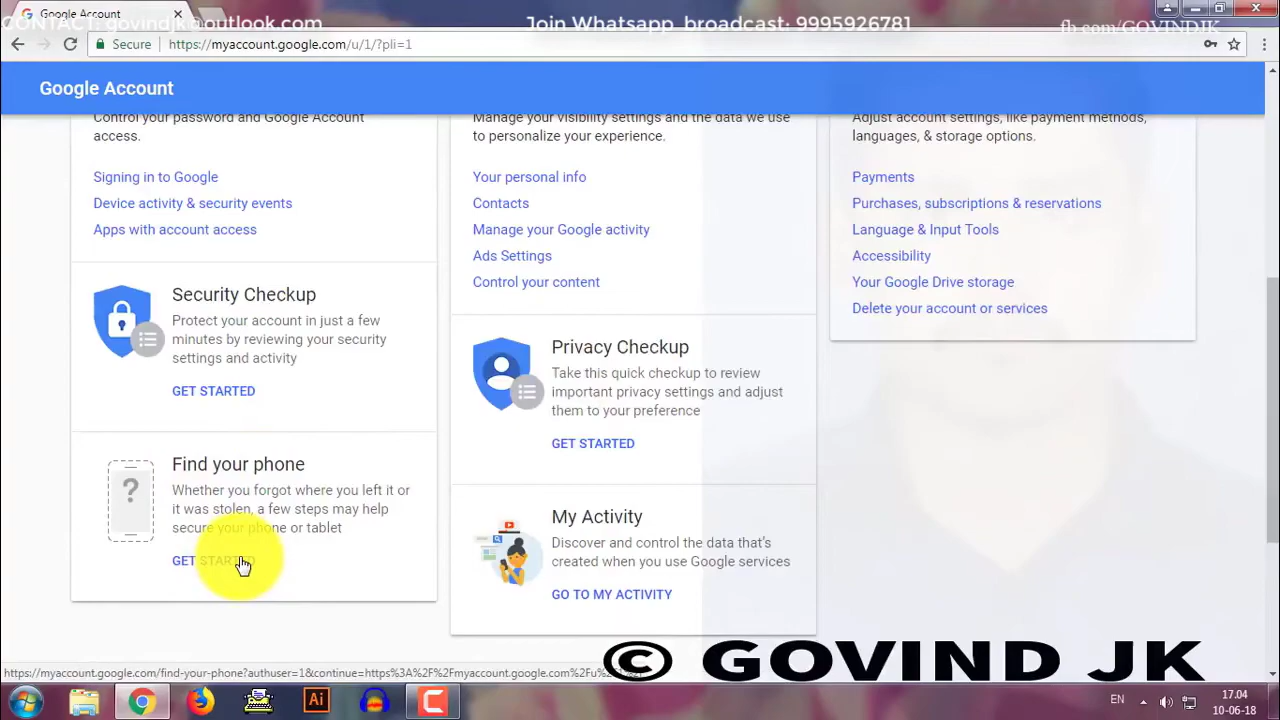 Google Account
CONTACT: govindjk@outlook.com
Join Whatsapp broadcast: 9995926781
fb.com/GOVINDJK
Secure
https://myaccount.google.com/u/1/?pli=1
Google Account
Control your password and Google Account
access.
Signing in to Google
Device activity & security events
Apps with account access
Security Checkup
Protect your account in just a few
minutes by reviewing your security
settings and activity
GET STARTED
Find your phone
Whether you forgot where you left it or
it was stolen, a few steps may help
secure your phone or tablet
GET STARTED
Manage your visibility settings and the data we use
to personalize your experience.
Your personal info
Contacts
Manage your Google activity
Ads Settings
Control your content
Privacy Checkup
Take this quick checkup to review
important privacy settings and adjust
them to your preference
GET STARTED
My Activity
Discover and control the data that's
created when you use Google services
GO TO MY ACTIVITY
Adjust account settings, like payment methods,
languages, & storage options.
Payments
Purchases, subscriptions & reservations
Language & Input Tools
Accessibility
Your Google Drive storage
Delete your account or services
© GOVIND JK
https://myaccount.google.com/find-your-phone?authuser=1&continue=https%3A%2F%2Fmyaccount.google.com%2Fu%2F1
Ai
EN
17.04
10-06-18